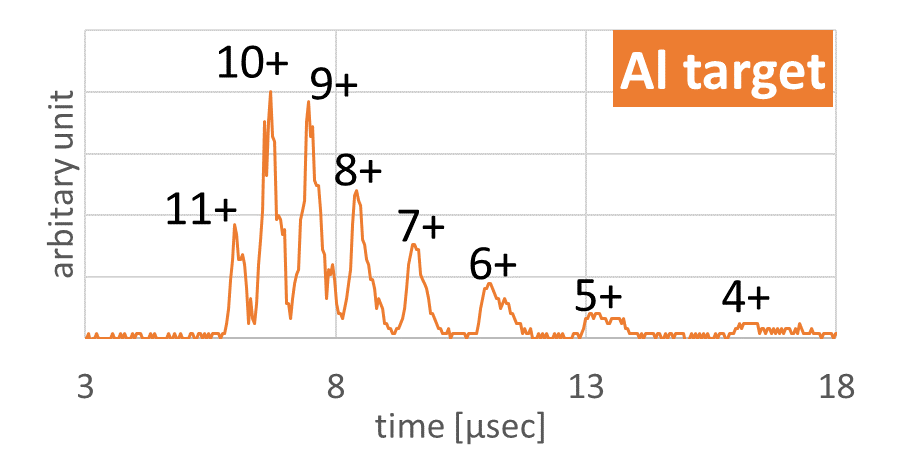 Al target
10+
9+
8+
11+
7+
6+
5+
4+
arbitary unit
3 8 13 18
time [μsec]